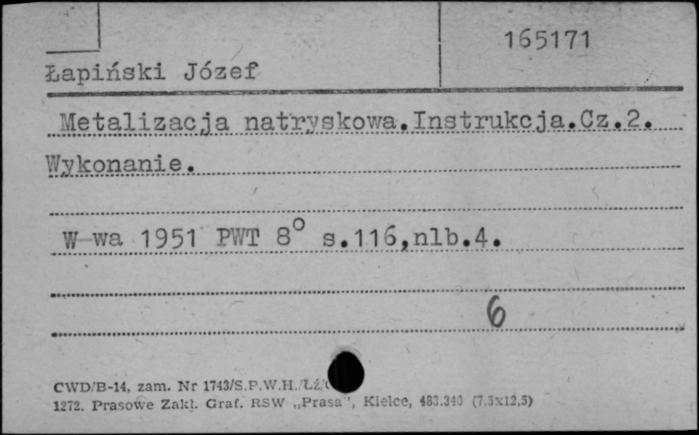 165171
Łapiński Józef
Metalizacja natryskowa.Instrukcja.Cz.2.
Wykonanie.
W-wa 1951 PWT 8° s.116,nlb.4.
6
CWD/B-14, zam. Nr 1743/S.P.W.H.
1272. Prasowe Zakł. Graf. RSW „Prasa”, Kielce, 483.340 (7,5x12,5)